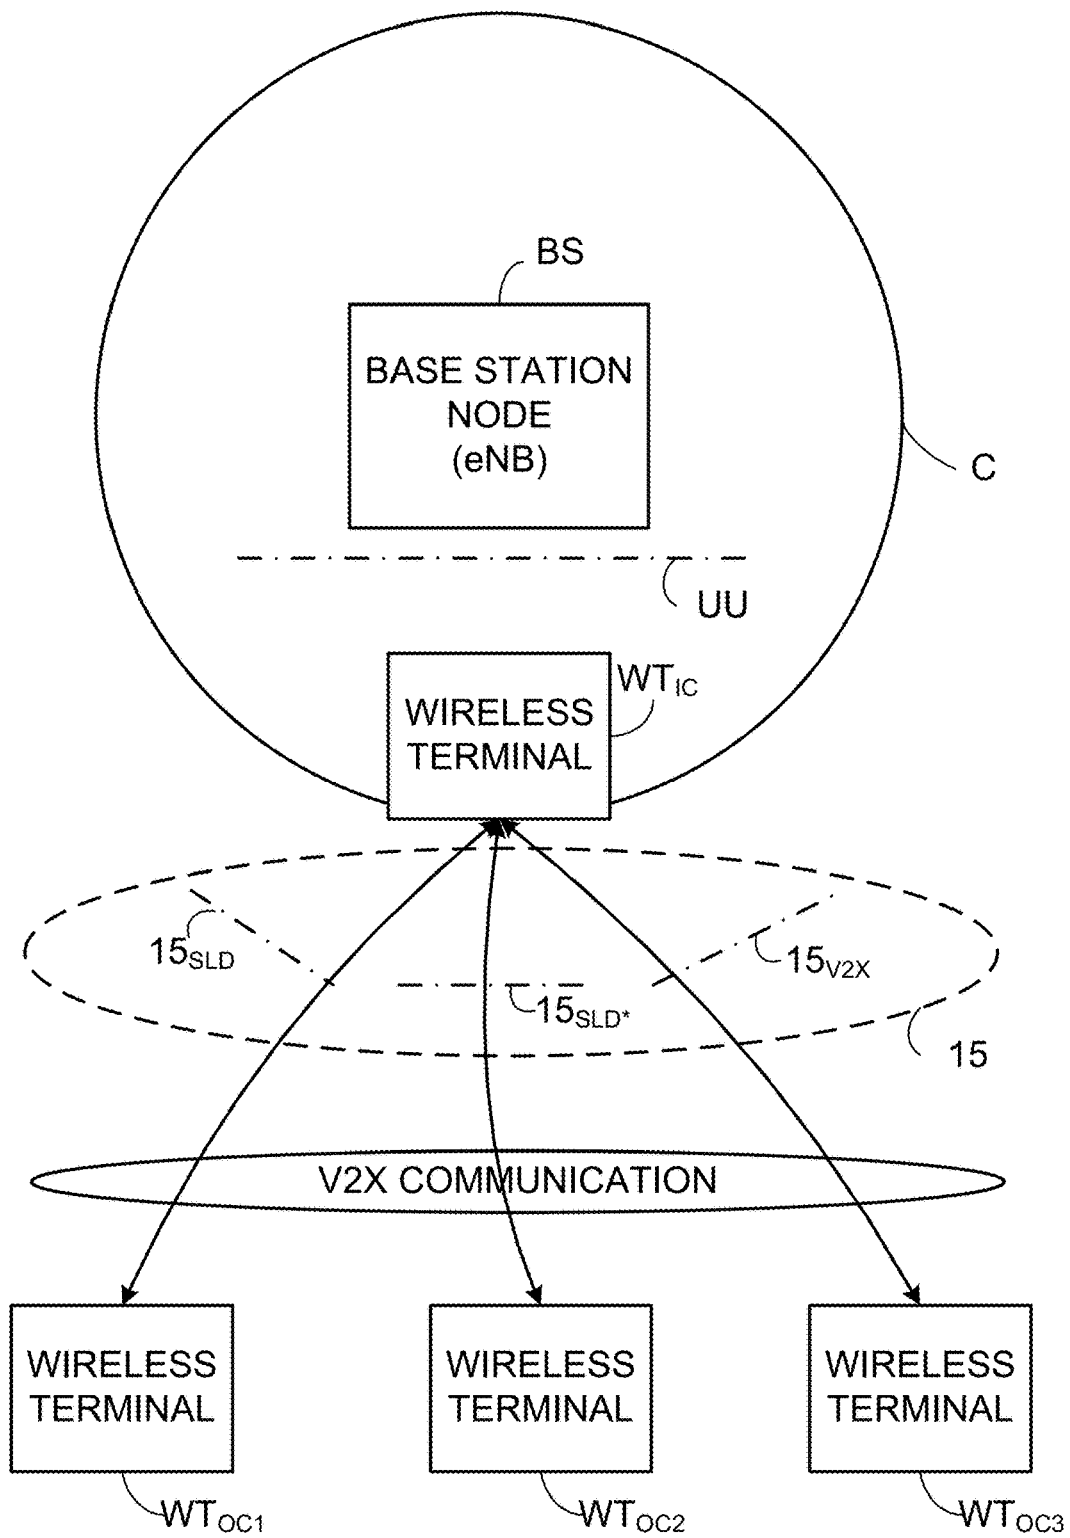 BS
BASE STATION
NODE
(eNB)
C
UU
WTIC
WIRELESS
TERMINAL
15SLD
15V2X
15SLD*
15
V2X COMMUNICATION
WIRELESS
TERMINAL
WIRELESS
TERMINAL
WIRELESS
TERMINAL
WTOC1
WTOC2
WTOC3